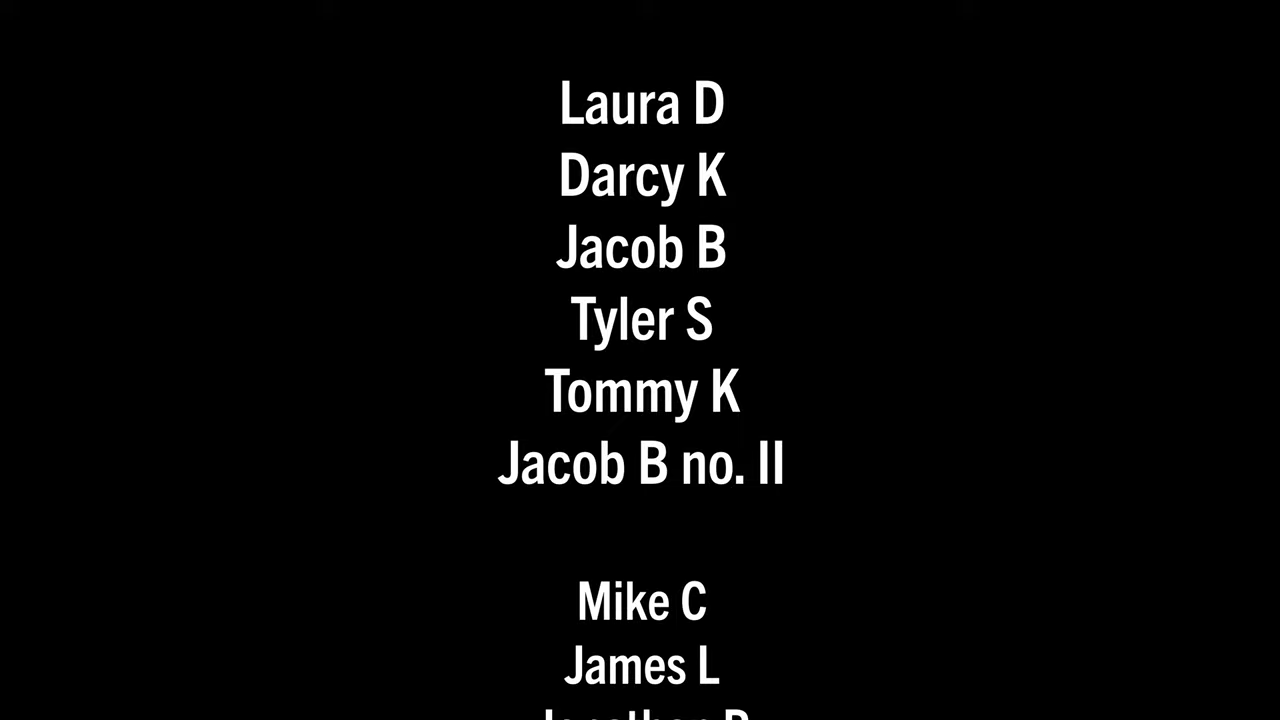 Laura D
Darcy K
Jacob B
Tyler S
Tommy K
Jacob B no. II
Mike C
James L